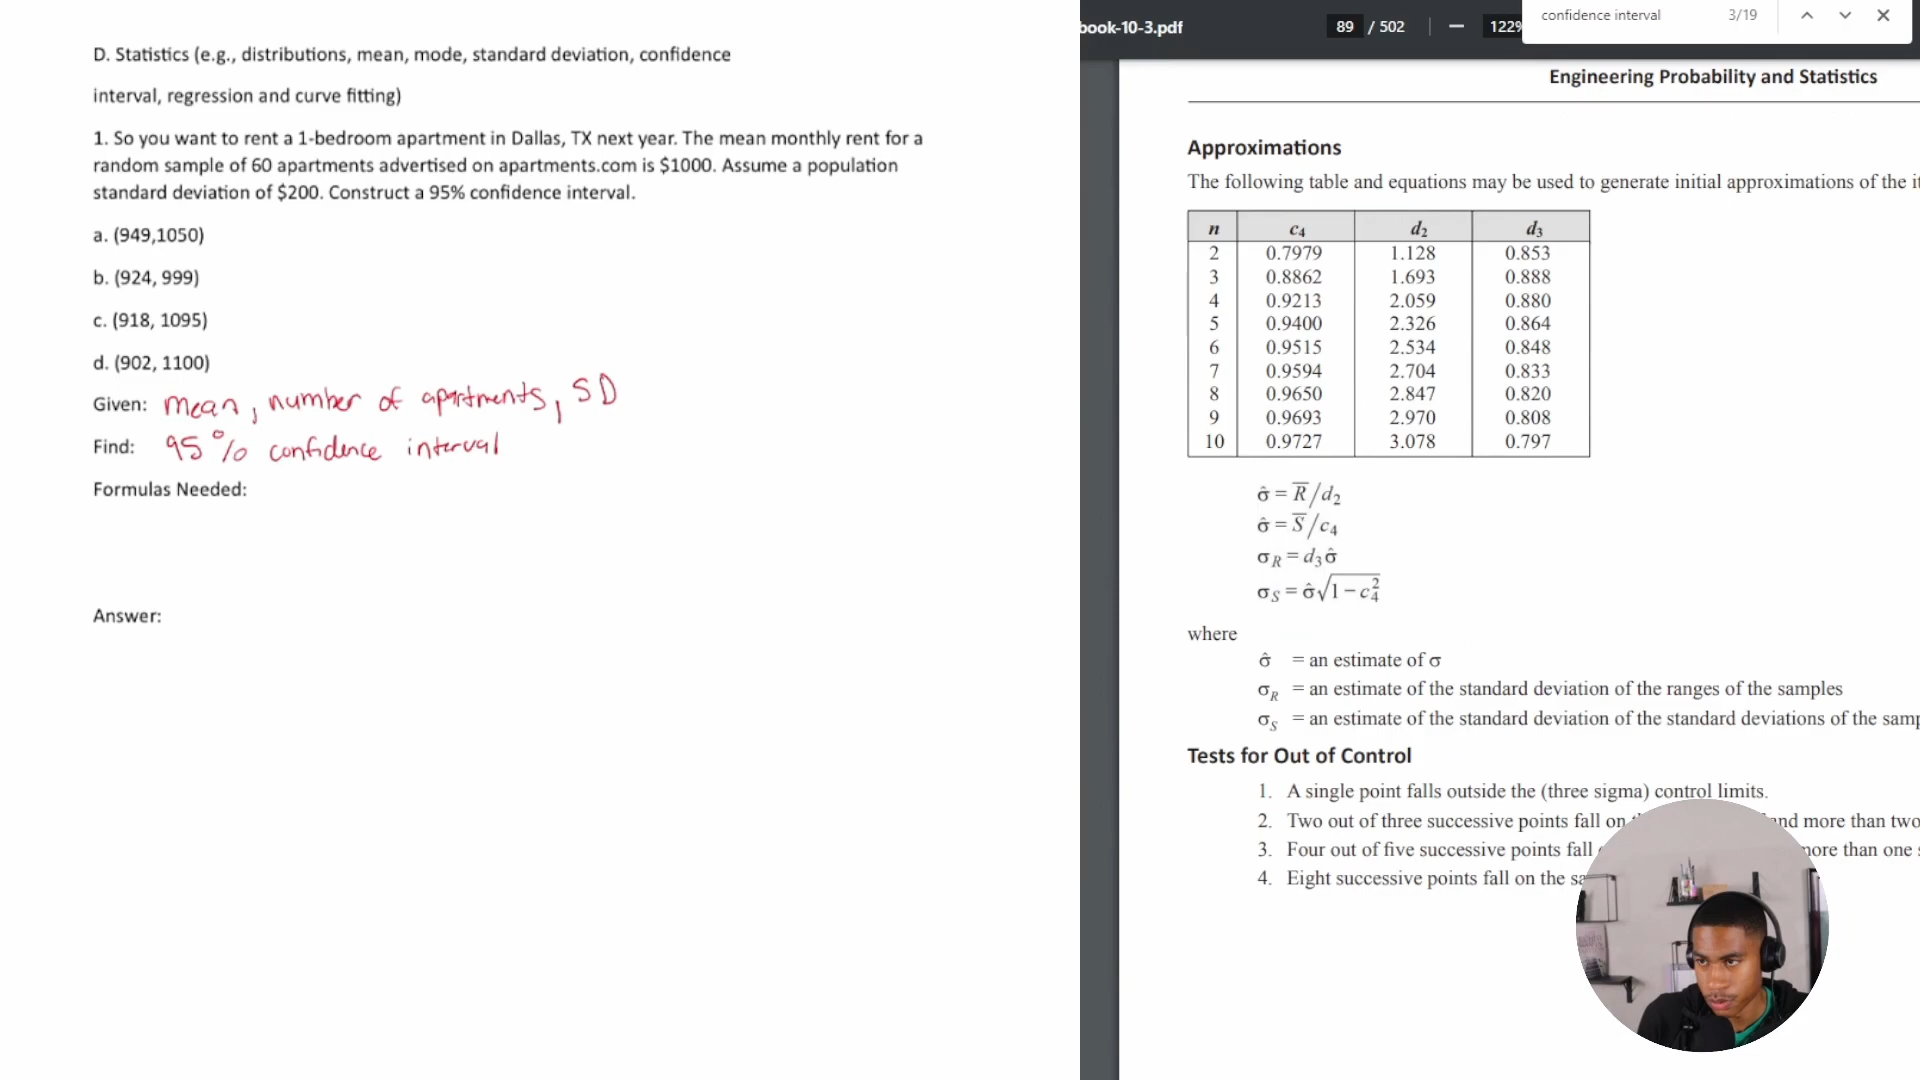 D. Statistics (e.g., distributions, mean, mode, standard deviation, confidence
interval, regression and curve fitting)
1. So you want to rent a 1-bedroom apartment in Dallas, TX next year. The mean monthly rent for a
random sample of 60 apartments advertised on apartments.com is $1000. Assume a population
standard deviation of $200. Construct a 95% confidence interval.
a. (949,1050)
b. (924, 999)
c. (918, 1095)
d. (902, 1100)
Given: mean, number of apartments, SD
Find: 95% confidence interval
Formulas Needed:
Answer:
book-10-3.pdf
89 / 502
122%
confidence interval 3/19
Engineering Probability and Statistics
Approximations
The following table and equations may be used to generate initial approximations of the
n c₄ d₂ d₃
2 0.7979 1.128 0.853
3 0.8862 1.693 0.888
4 0.9213 2.059 0.880
5 0.9400 2.326 0.864
6 0.9515 2.534 0.848
7 0.9594 2.704 0.833
8 0.9650 2.847 0.820
9 0.9693 2.970 0.808
10 0.9727 3.078 0.797
σ̂ = R̅/d₂
σ̂ = S̅/c₄
σ_R = d₃σ̂
σ_S = σ̂√(1 − c₄²)
where
σ̂ = an estimate of σ
σ_R = an estimate of the standard deviation of the ranges of the samples
σ_S = an estimate of the standard deviation of the standard deviations of the
Tests for Out of Control
1. A single point falls outside the (three sigma) control limits.
2. Two out of three successive points fall on and more than two
3. Four out of five successive points fall more than one
4. Eight successive points fall on the